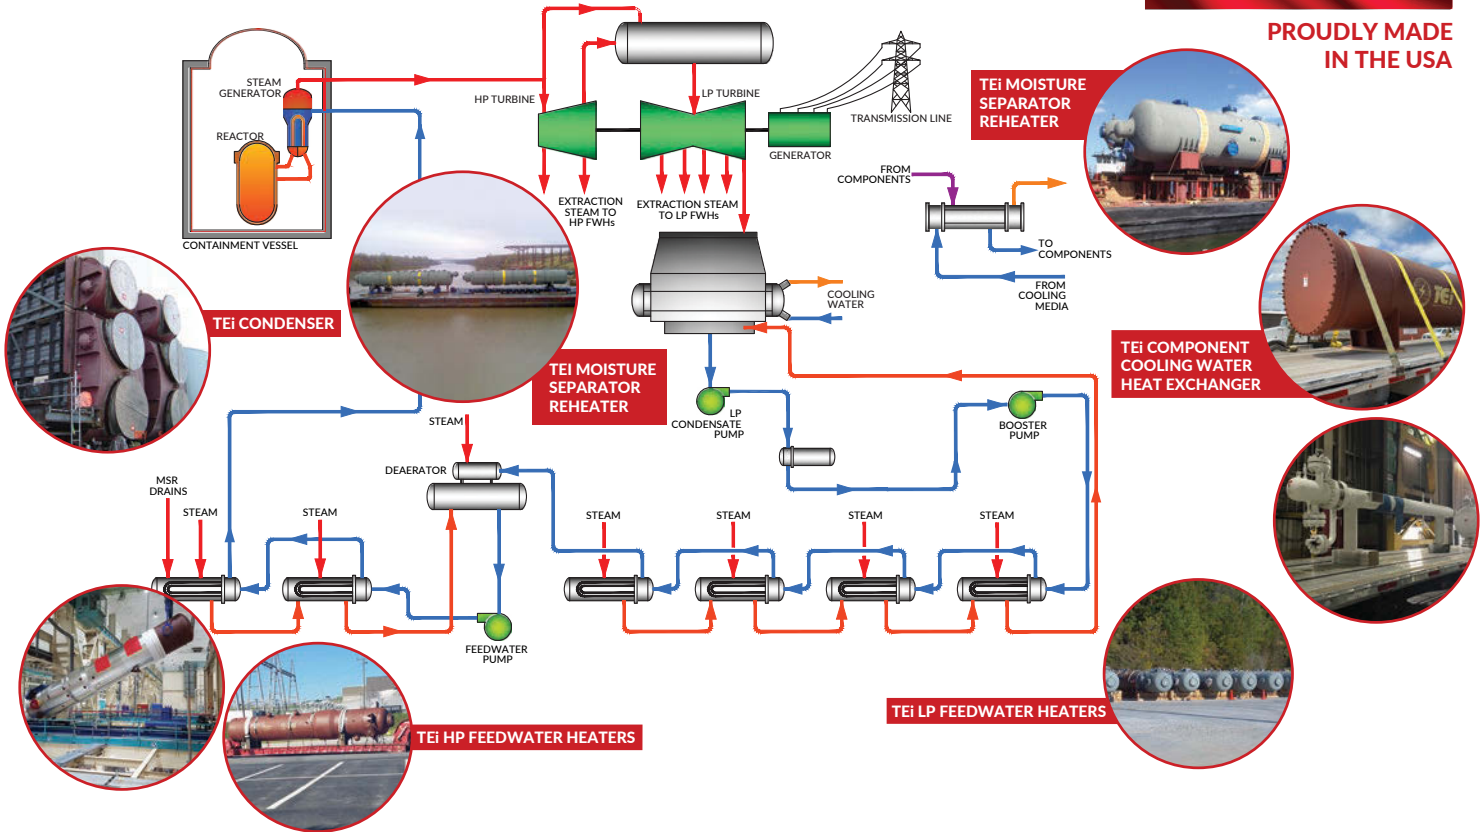 PROUDLY MADE
IN THE USA
STEAM
GENERATOR
REACTOR
CONTAINMENT VESSEL
HP TURBINE
LP TURBINE
GENERATOR
TRANSMISSION LINE
EXTRACTION
STEAM TO
HP FWHs
EXTRACTION STEAM
TO LP FWHs
TEi MOISTURE
SEPARATOR
REHEATER
FROM
COMPONENTS
TO
COMPONENTS
FROM
COOLING
MEDIA
COOLING
WATER
TEi CONDENSER
TEI MOISTURE
SEPARATOR
REHEATER
TEi COMPONENT
COOLING WATER
HEAT EXCHANGER
TEi
LP
CONDENSATE
PUMP
BOOSTER
PUMP
STEAM
DEAERATOR
MSR
DRAINS
STEAM
STEAM
STEAM
STEAM
STEAM
STEAM
FEEDWATER
PUMP
TEi HP FEEDWATER HEATERS
TEi LP FEEDWATER HEATERS